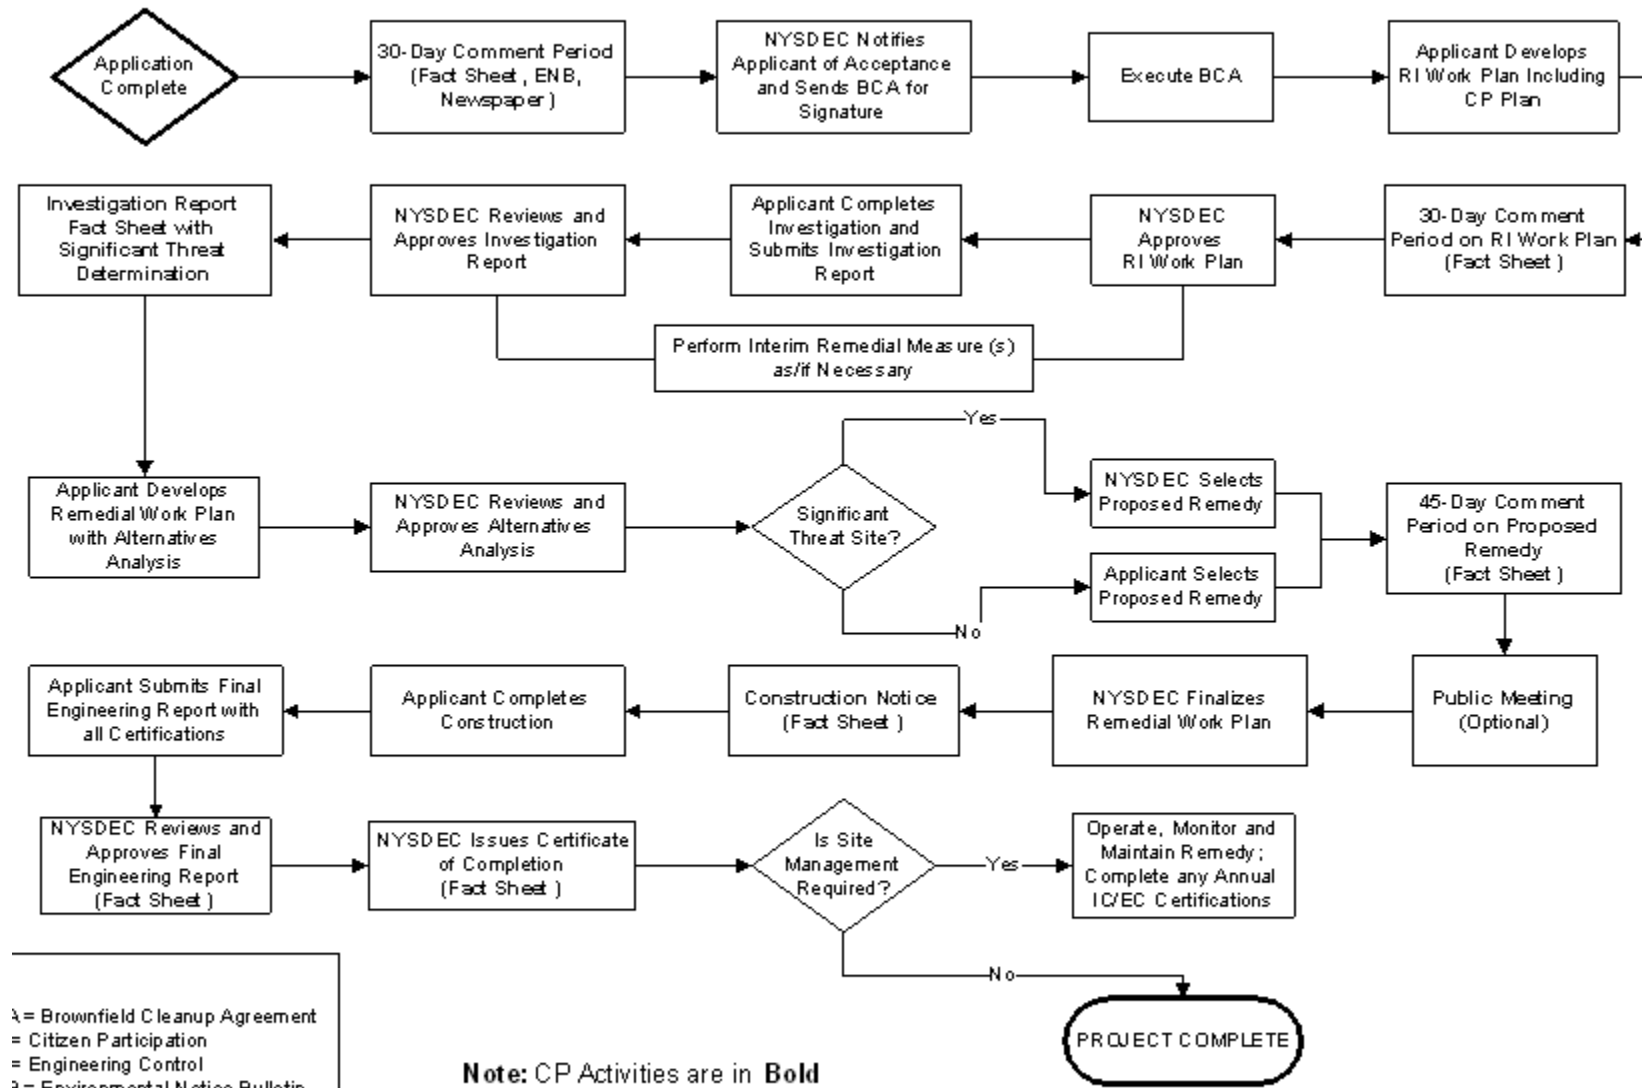 Application
Complete
30-Day Comment Period
(Fact Sheet, ENB,
Newspaper)
NYSDEC Notifies
Applicant of Acceptance
and Sends BCA for
Signature
Execute BCA
Applicant Develops
RI Work Plan Including
CP Plan
30-Day Comment
Period on RI Work Plan
(Fact Sheet)
NYSDEC
Approves
RI Work Plan
Applicant Completes
Investigation and
Submits Investigation
Report
NYSDEC Reviews and
Approves Investigation
Report
Investigation Report
Fact Sheet with
Significant Threat
Determination
Perform Interim Remedial Measure(s)
as/if Necessary
Applicant Develops
Remedial Work Plan
with Alternatives
Analysis
NYSDEC Reviews and
Approves Alternatives
Analysis
Significant
Threat Site?
Yes
NYSDEC Selects
Proposed Remedy
No
Applicant Selects
Proposed Remedy
45-Day Comment
Period on Proposed
Remedy
(Fact Sheet)
Public Meeting
(Optional)
NYSDEC Finalizes
Remedial Work Plan
Construction Notice
(Fact Sheet)
Applicant Completes
Construction
Applicant Submits Final
Engineering Report with
all Certifications
NYSDEC Reviews and
Approves Final
Engineering Report
(Fact Sheet)
NYSDEC Issues Certificate
of Completion
(Fact Sheet)
Is Site
Management
Required?
Yes
Operate, Monitor and
Maintain Remedy;
Complete any Annual
IC/EC Certifications
No
PROJECT COMPLETE
A = Brownfield Cleanup Agreement
= Citizen Participation
= Engineering Control
= Environmental Notice Bulletin
Note: CP Activities are in Bold